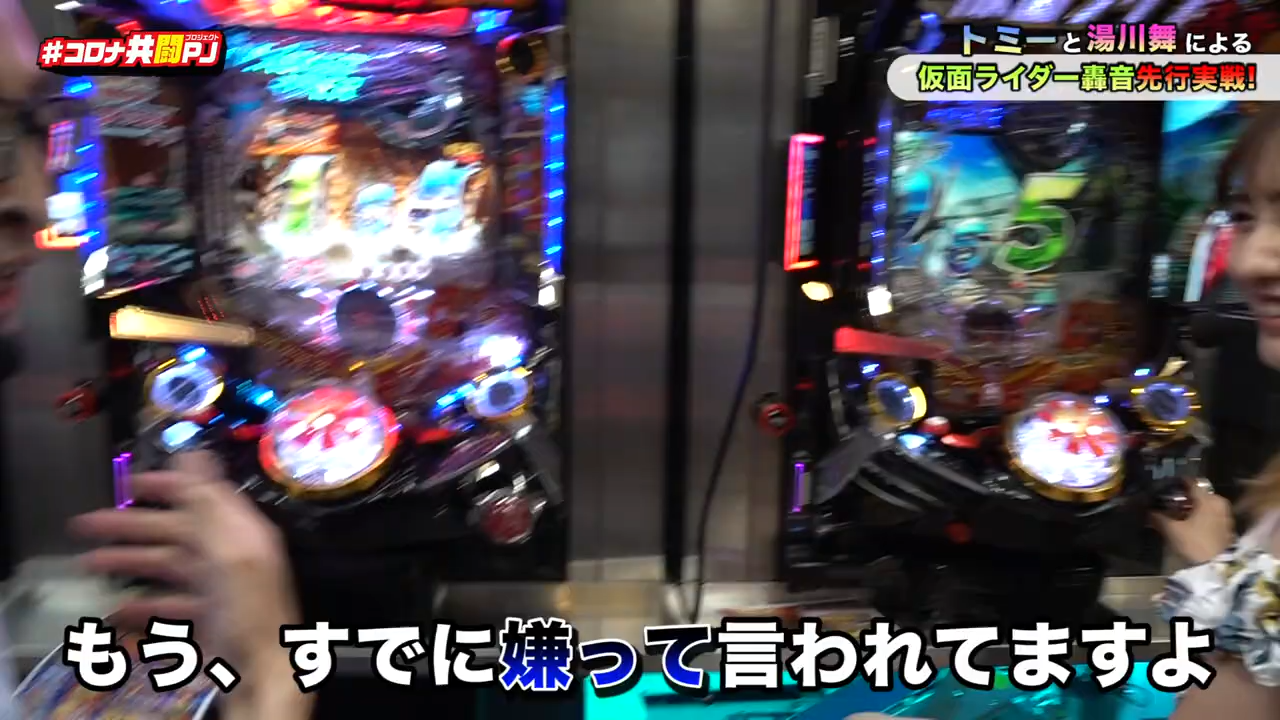 #コロナ共闘PJ
プロジェクト
トミーと湯川舞による
仮面ライダー轟音先行実戦!
5
もう、すでに嫌って言われてますよ